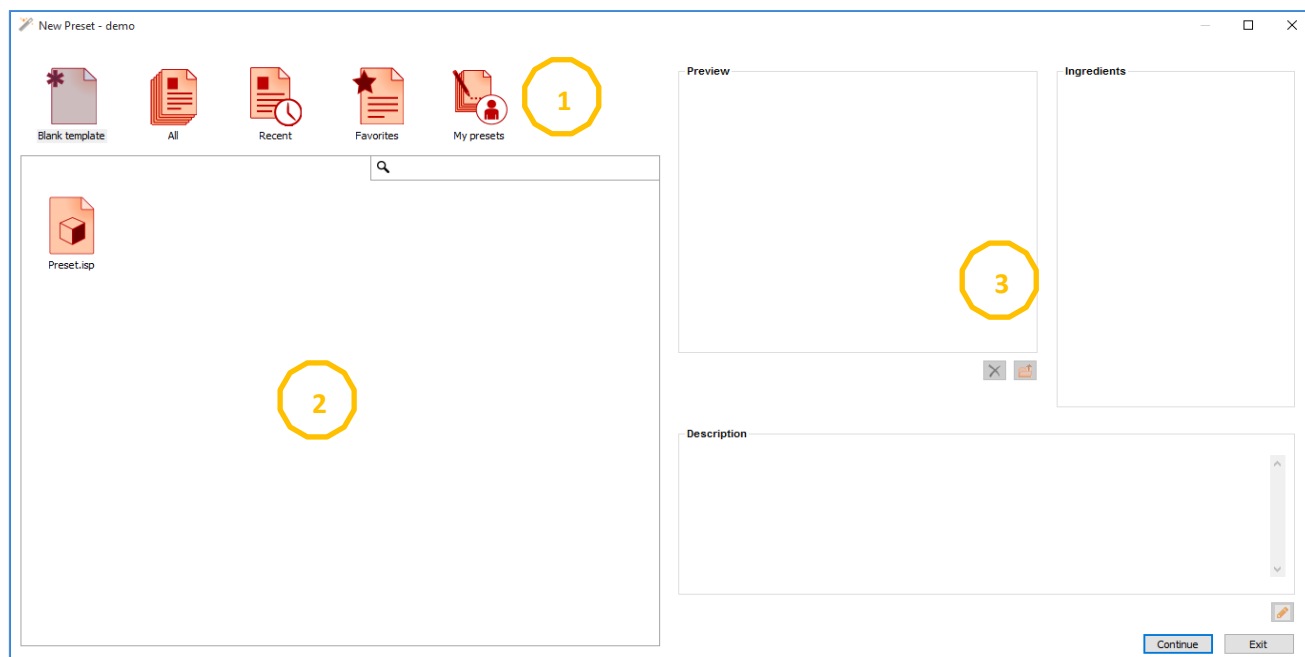 New Preset - demo
Blank template
All
Recent
Favorites
My presets
1
Preset.isp
2
Preview
Ingredients
3
Description
Continue
Exit